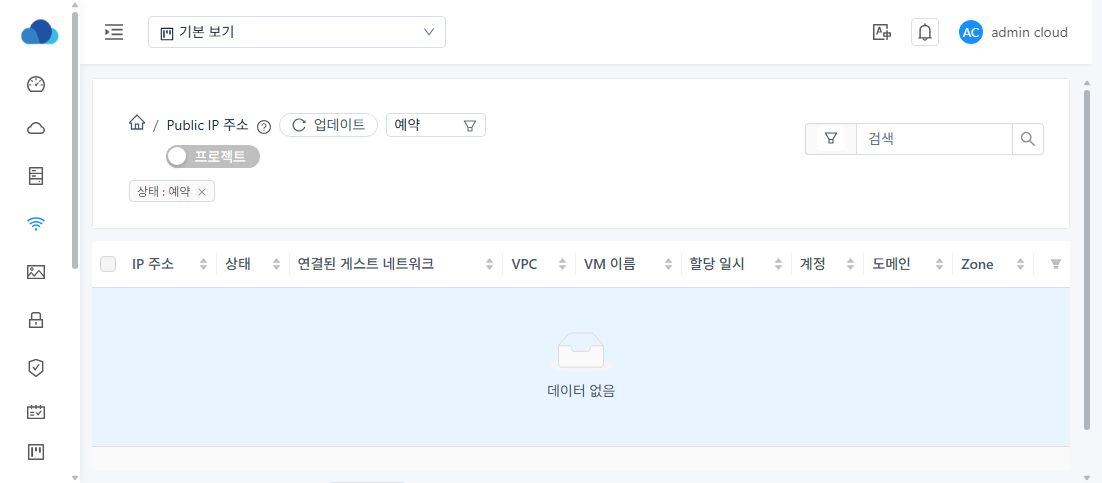 기본 보기
AC admin cloud
/ Public IP 주소 업데이트 예약
프로젝트
검색
상태 : 예약
IP 주소 상태 연결된 게스트 네트워크 VPC VM 이름 할당 일시 계정 도메인 Zone
데이터 없음